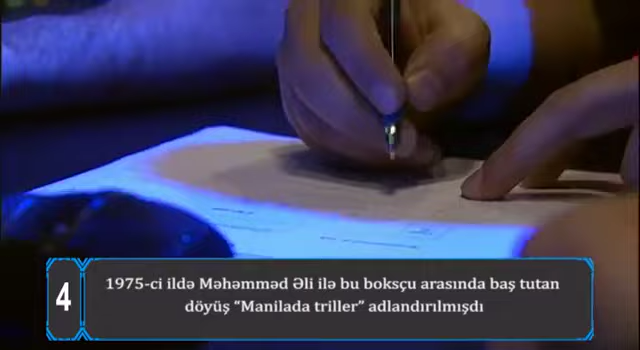 4
1975-ci ildə Məhəmməd Əli ilə bu boksçu arasında baş tutan
döyüş “Manilada triller” adlandırılmışdı